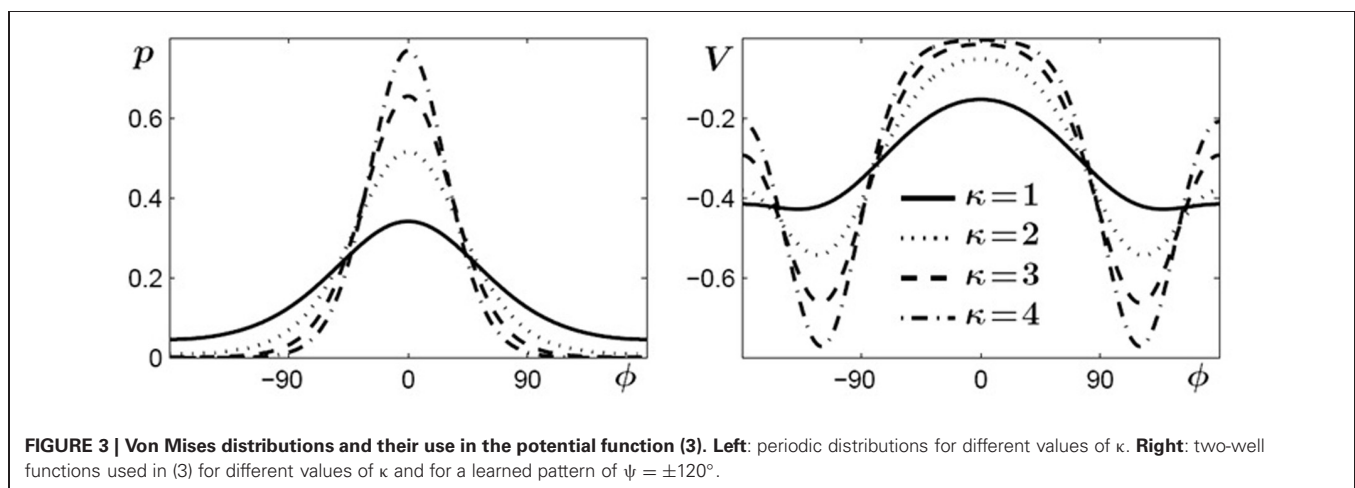 p
0.6
0.4
0.2
0
−90
0
90
ϕ
V
−0.2
−0.4
−0.6
−90
0
90
ϕ
κ=1
κ=2
κ=3
κ=4
FIGURE 3 | Von Mises distributions and their use in the potential function (3). Left: periodic distributions for different values of κ. Right: two-well
functions used in (3) for different values of κ and for a learned pattern of ψ = ±120°.